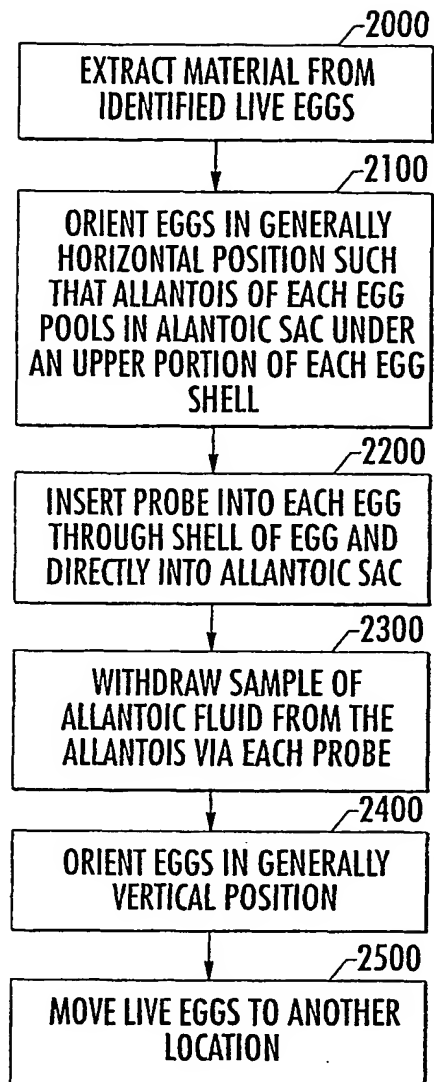 2000
EXTRACT MATERIAL FROM
IDENTIFIED LIVE EGGS
2100
ORIENT EGGS IN GENERALLY
HORIZONTAL POSITION SUCH
THAT ALLANTOIS OF EACH EGG
POOLS IN ALANTOIC SAC UNDER
AN UPPER PORTION OF EACH EGG
SHELL
2200
INSERT PROBE INTO EACH EGG
THROUGH SHELL OF EGG AND
DIRECTLY INTO ALLANTOIC SAC
2300
WITHDRAW SAMPLE OF
ALLANTOIC FLUID FROM THE
ALLANTOIS VIA EACH PROBE
2400
ORIENT EGGS IN GENERALLY
VERTICAL POSITION
2500
MOVE LIVE EGGS TO ANOTHER
LOCATION